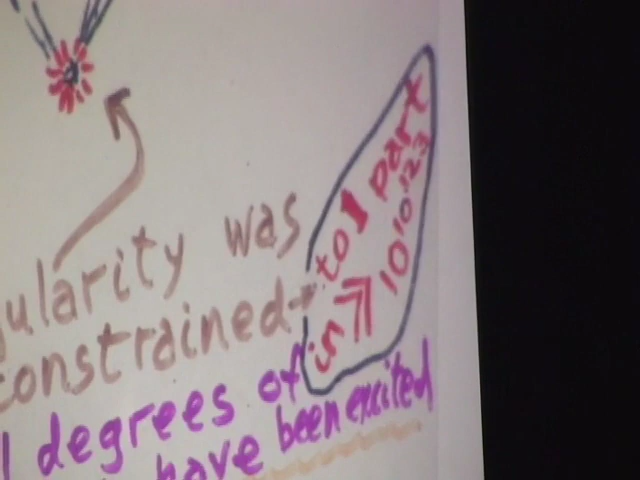 ularity was
constrained
to 1 part
in ⩾ 10^10^123
degrees of
have been excited